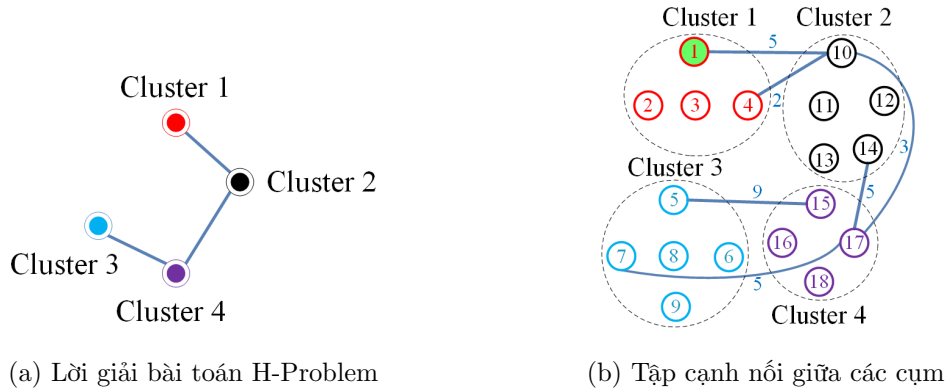 Cluster 1
Cluster 2
Cluster 3
Cluster 4
(a) Lời giải bài toán H-Problem
Cluster 1
Cluster 2
1
5
10
2
3
4
2
11
12
13
14
3
Cluster 3
5
9
15
5
7
8
6
16
17
5
18
9
Cluster 4
(b) Tập cạnh nối giữa các cụm